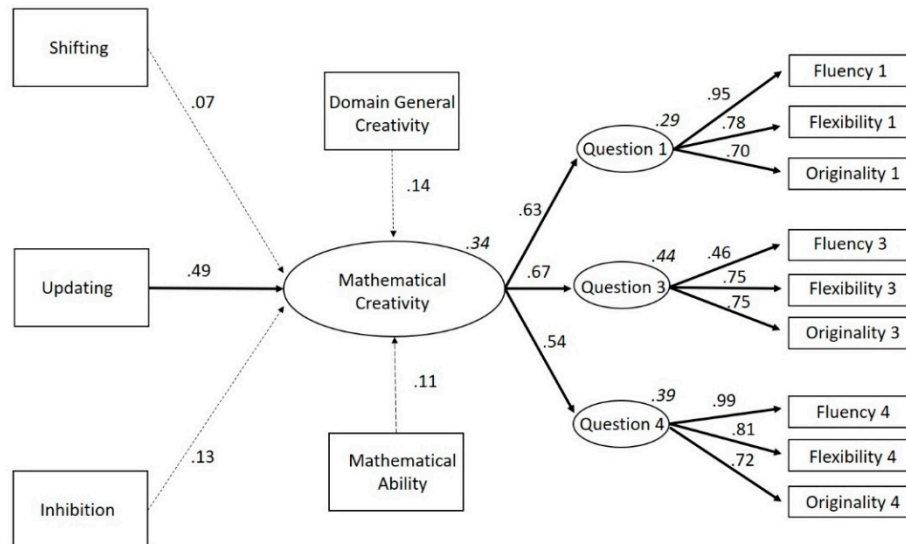 Shifting
.07
Domain General
Creativity
.14
Updating
.49
.34
Mathematical
Creativity
.11
Mathematical
Ability
.13
Inhibition
.63
.67
.54
.29
Question 1
.95
.78
.70
Fluency 1
Flexibility 1
Originality 1
.44
Question 3
.46
.75
.75
Fluency 3
Flexibility 3
Originality 3
.39
Question 4
.99
.81
.72
Fluency 4
Flexibility 4
Originality 4